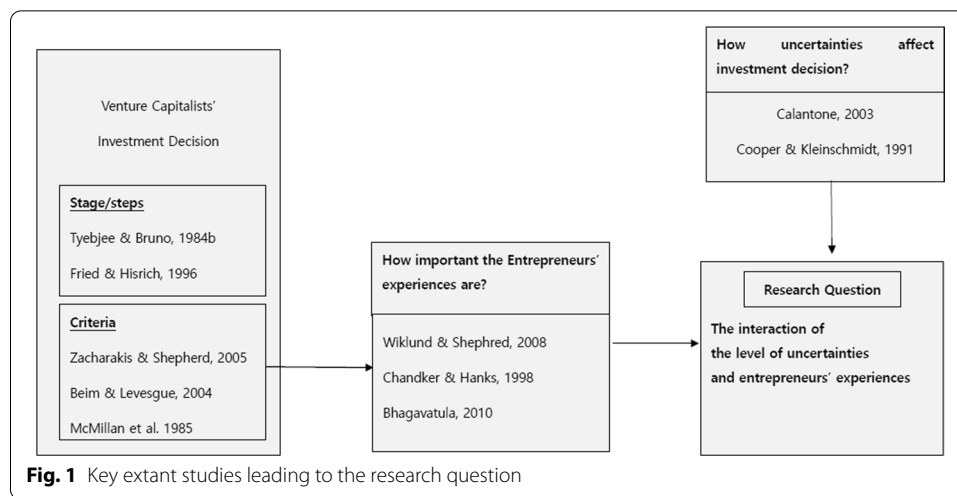 Venture Capitalists'
Investment Decision
Stage/steps
Tyebjee & Bruno, 1984b
Fried & Hisrich, 1996
Criteria
Zacharakis & Shepherd, 2005
Beim & Levesgue, 2004
McMillan et al. 1985
How important the Entrepreneurs'
experiences are?
Wiklund & Shephred, 2008
Chandker & Hanks, 1998
Bhagavatula, 2010
How uncertainties affect
investment decision?
Calantone, 2003
Cooper & Kleinschmidt, 1991
Research Question
The interaction of
the level of uncertainties
and entrepreneurs' experiences
Fig. 1 Key extant studies leading to the research question